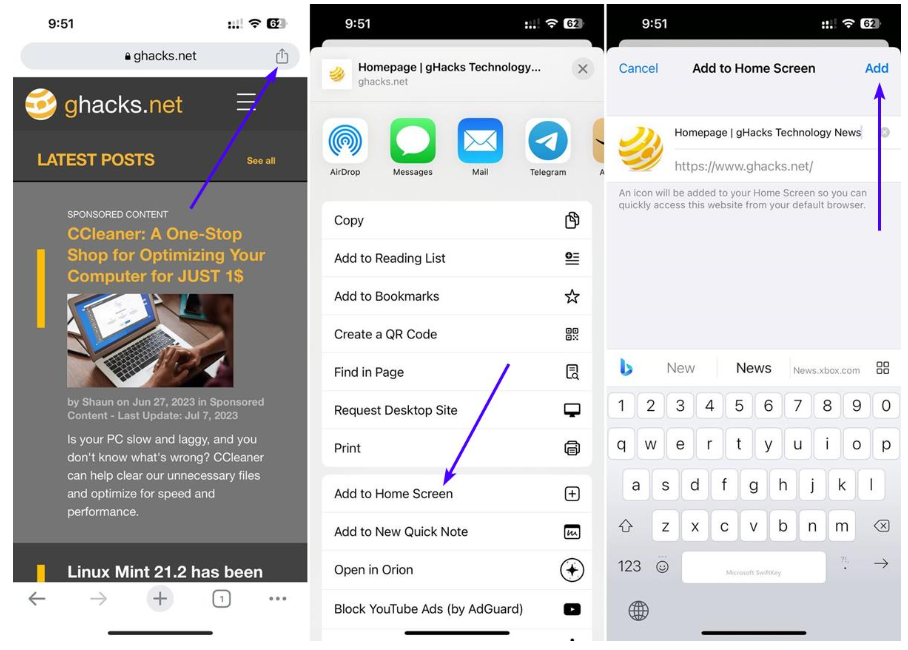 9:51
62
ghacks.net
ghacks.net
LATEST POSTS
See all
SPONSORED CONTENT
CCleaner: A One-Stop
Shop for Optimizing Your
Computer for JUST 1$
by Shaun on Jun 27, 2023 in Sponsored
Content - Last Update: Jul 7, 2023
Is your PC slow and laggy, and you
don't know what's wrong? CCleaner
can help clear our unnecessary files
and optimize for speed and
performance.
Linux Mint 21.2 has been
1
9:51
62
Homepage | gHacks Technology...
ghacks.net
AirDrop
Messages
Mail
Telegram
Copy
Add to Reading List
Add to Bookmarks
Create a QR Code
Find in Page
Request Desktop Site
Print
Add to Home Screen
Add to New Quick Note
Open in Orion
Block YouTube Ads (by AdGuard)
9:51
62
Cancel
Add to Home Screen
Add
Homepage | gHacks Technology News
https://www.ghacks.net/
An icon will be added to your Home Screen so you can
quickly access this website from your default browser.
New
News
News.xbox.com
1 2 3 4 5 6 7 8 9 0
q w e r t y u i o p
a s d f g h j k l
z x c v b n m
123
Microsoft SwiftKey
?!,
.